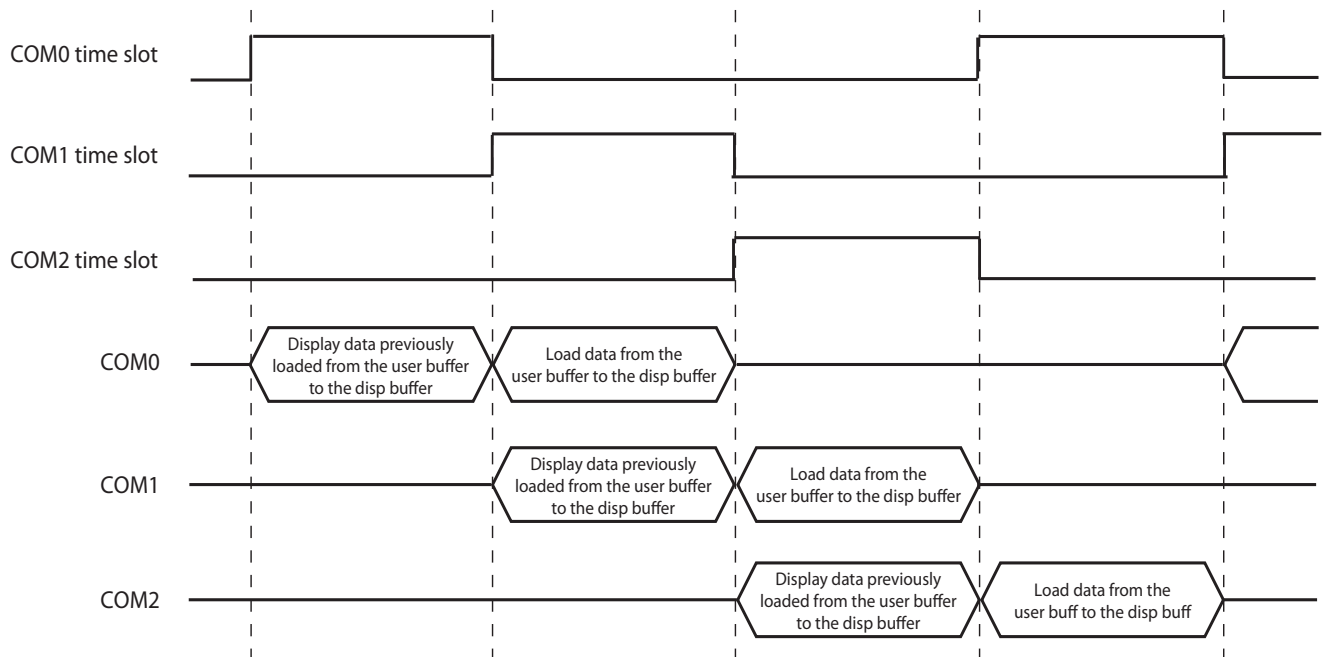 COM0 time slot
COM1 time slot
COM2 time slot
COM0
Display data previously
loaded from the user buffer
to the disp buffer
Load data from the
user buffer to the disp buffer
COM1
Display data previously
loaded from the user buffer
to the disp buffer
Load data from the
user buffer to the disp buffer
COM2
Display data previously
loaded from the user buffer
to the disp buffer
Load data from the
user buff to the disp buff